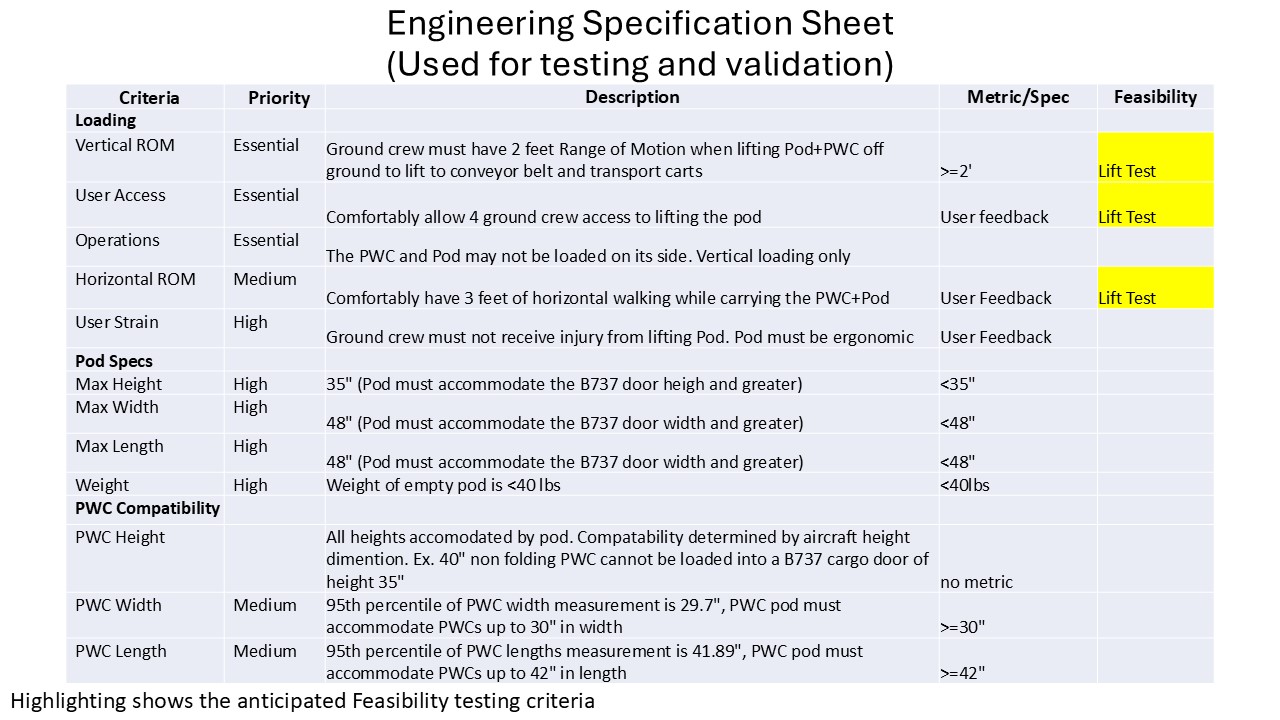 Engineering Specification Sheet
(Used for testing and validation)
Criteria Priority Description Metric/Spec Feasibility
Loading
Vertical ROM Essential Ground crew must have 2 feet Range of Motion when lifting Pod+PWC off
ground to lift to conveyor belt and transport carts >=2' Lift Test
User Access Essential
Comfortably allow 4 ground crew access to lifting the pod User feedback Lift Test
Operations Essential
The PWC and Pod may not be loaded on its side. Vertical loading only
Horizontal ROM Medium
Comfortably have 3 feet of horizontal walking while carrying the PWC+Pod User Feedback Lift Test
User Strain High
Ground crew must not receive injury from lifting Pod. Pod must be ergonomic User Feedback
Pod Specs
Max Height High 35" (Pod must accommodate the B737 door heigh and greater) <35"
Max Width High
48" (Pod must accommodate the B737 door width and greater) <48"
Max Length High
48" (Pod must accommodate the B737 door width and greater) <48"
Weight High Weight of empty pod is <40 lbs <40lbs
PWC Compatibility
PWC Height All heights accomodated by pod. Compatability determined by aircraft height
dimention. Ex. 40" non folding PWC cannot be loaded into a B737 cargo door of
height 35" no metric
PWC Width Medium 95th percentile of PWC width measurement is 29.7", PWC pod must
accommodate PWCs up to 30" in width >=30"
PWC Length Medium 95th percentile of PWC lengths measurement is 41.89", PWC pod must
accommodate PWCs up to 42" in length >=42"
Highlighting shows the anticipated Feasibility testing criteria